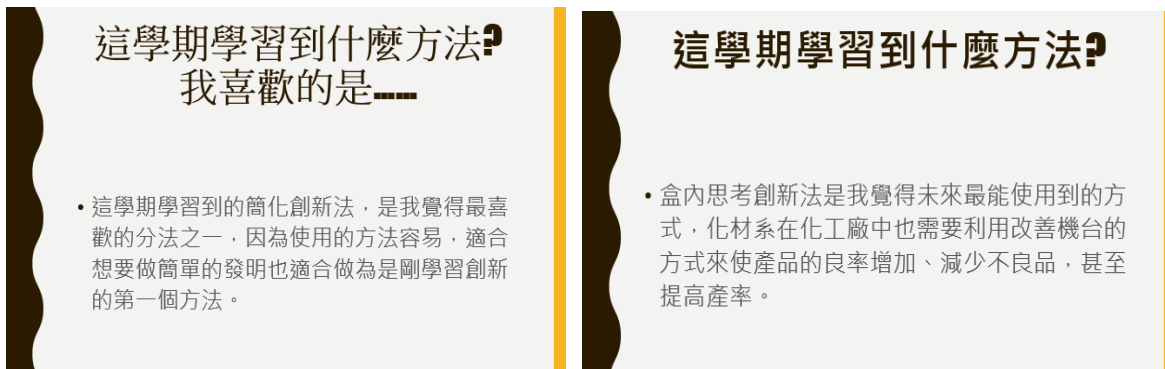 這學期學習到什麼方法?
我喜歡的是……
• 這學期學習到的簡化創新法，是我覺得最喜
歡的分法之一，因為使用的方法容易，適合
想要做簡單的發明也適合做為是剛學習創新
的第一個方法。
這學期學習到什麼方法?
• 盒內思考創新法是我覺得未來最能使用到的方
式，化材系在化工廠中也需要利用改善機台的
方式來使產品的良率增加、減少不良品，甚至
提高產率。